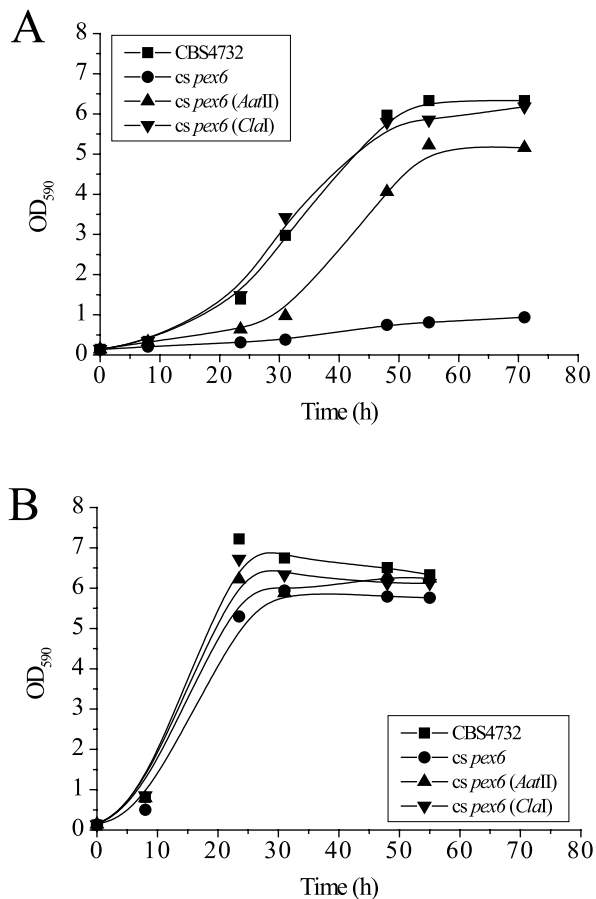 A
CBS4732
cs pex6
cs pex6 (AatII)
cs pex6 (ClaI)
8
7
6
5
4
3
2
1
0
OD590
0 10 20 30 40 50 60 70 80
Time (h)
B
8
7
6
5
4
3
2
1
0
OD590
CBS4732
cs pex6
cs pex6 (AatII)
cs pex6 (ClaI)
0 10 20 30 40 50 60 70 80
Time (h)